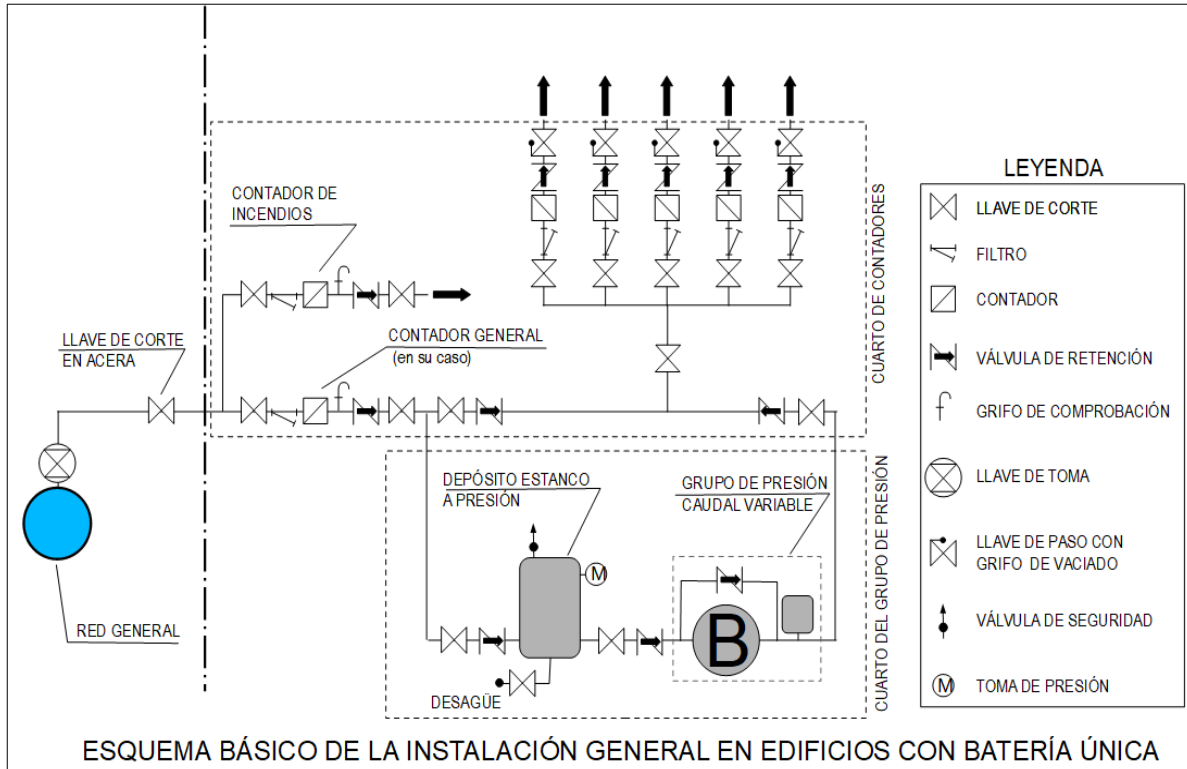 CONTADOR DE
INCENDIOS
LLAVE DE CORTE
EN ACERA
CONTADOR GENERAL
(en su caso)
CUARTO DE CONTADORES
RED GENERAL
DEPÓSITO ESTANCO
A PRESIÓN
GRUPO DE PRESIÓN
CAUDAL VARIABLE
M
B
DESAGÜE
CUARTO DEL GRUPO DE PRESIÓN
LEYENDA
LLAVE DE CORTE
FILTRO
CONTADOR
VÁLVULA DE RETENCIÓN
GRIFO DE COMPROBACIÓN
LLAVE DE TOMA
LLAVE DE PASO CON
GRIFO DE VACIADO
VÁLVULA DE SEGURIDAD
M TOMA DE PRESIÓN
ESQUEMA BÁSICO DE LA INSTALACIÓN GENERAL EN EDIFICIOS CON BATERÍA ÚNICA